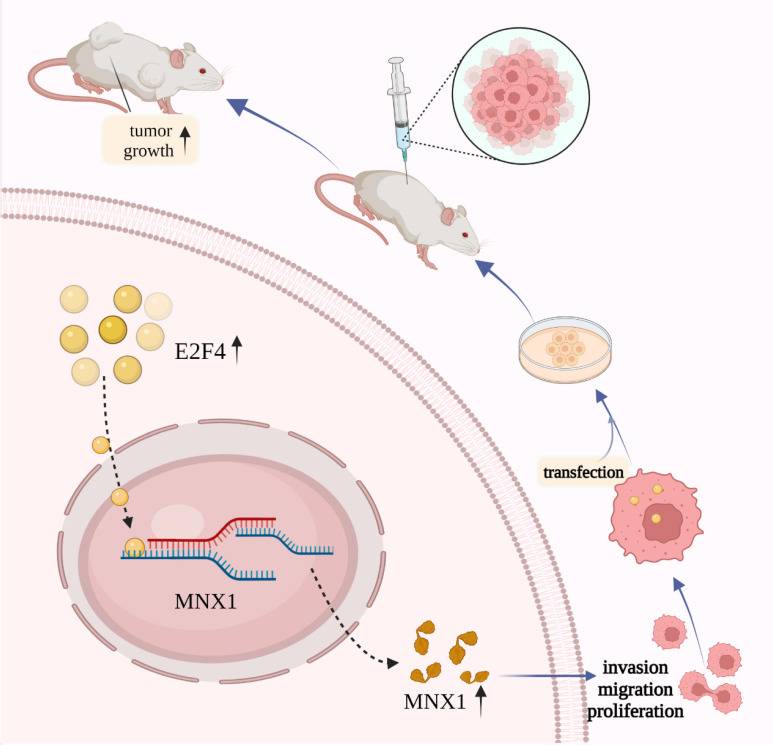 tumor
growth
E2F4
transfection
MNX1
MNX1
invasion
migration
proliferation